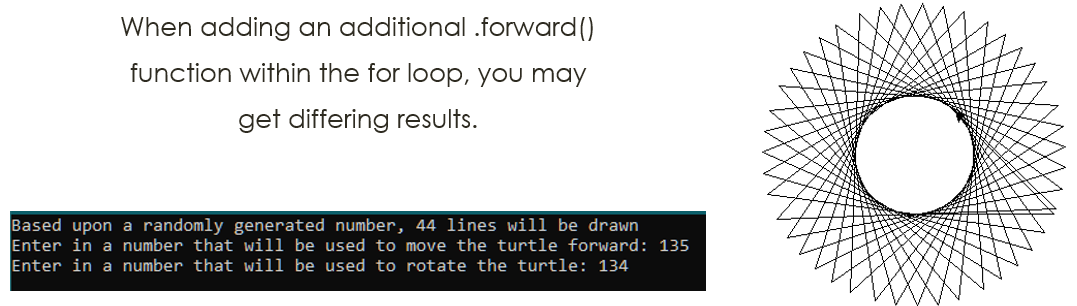 When adding an additional .forward()
function within the for loop, you may
get differing results.
Based upon a randomly generated number, 44 lines will be drawn
Enter in a number that will be used to move the turtle forward: 135
Enter in a number that will be used to rotate the turtle: 134